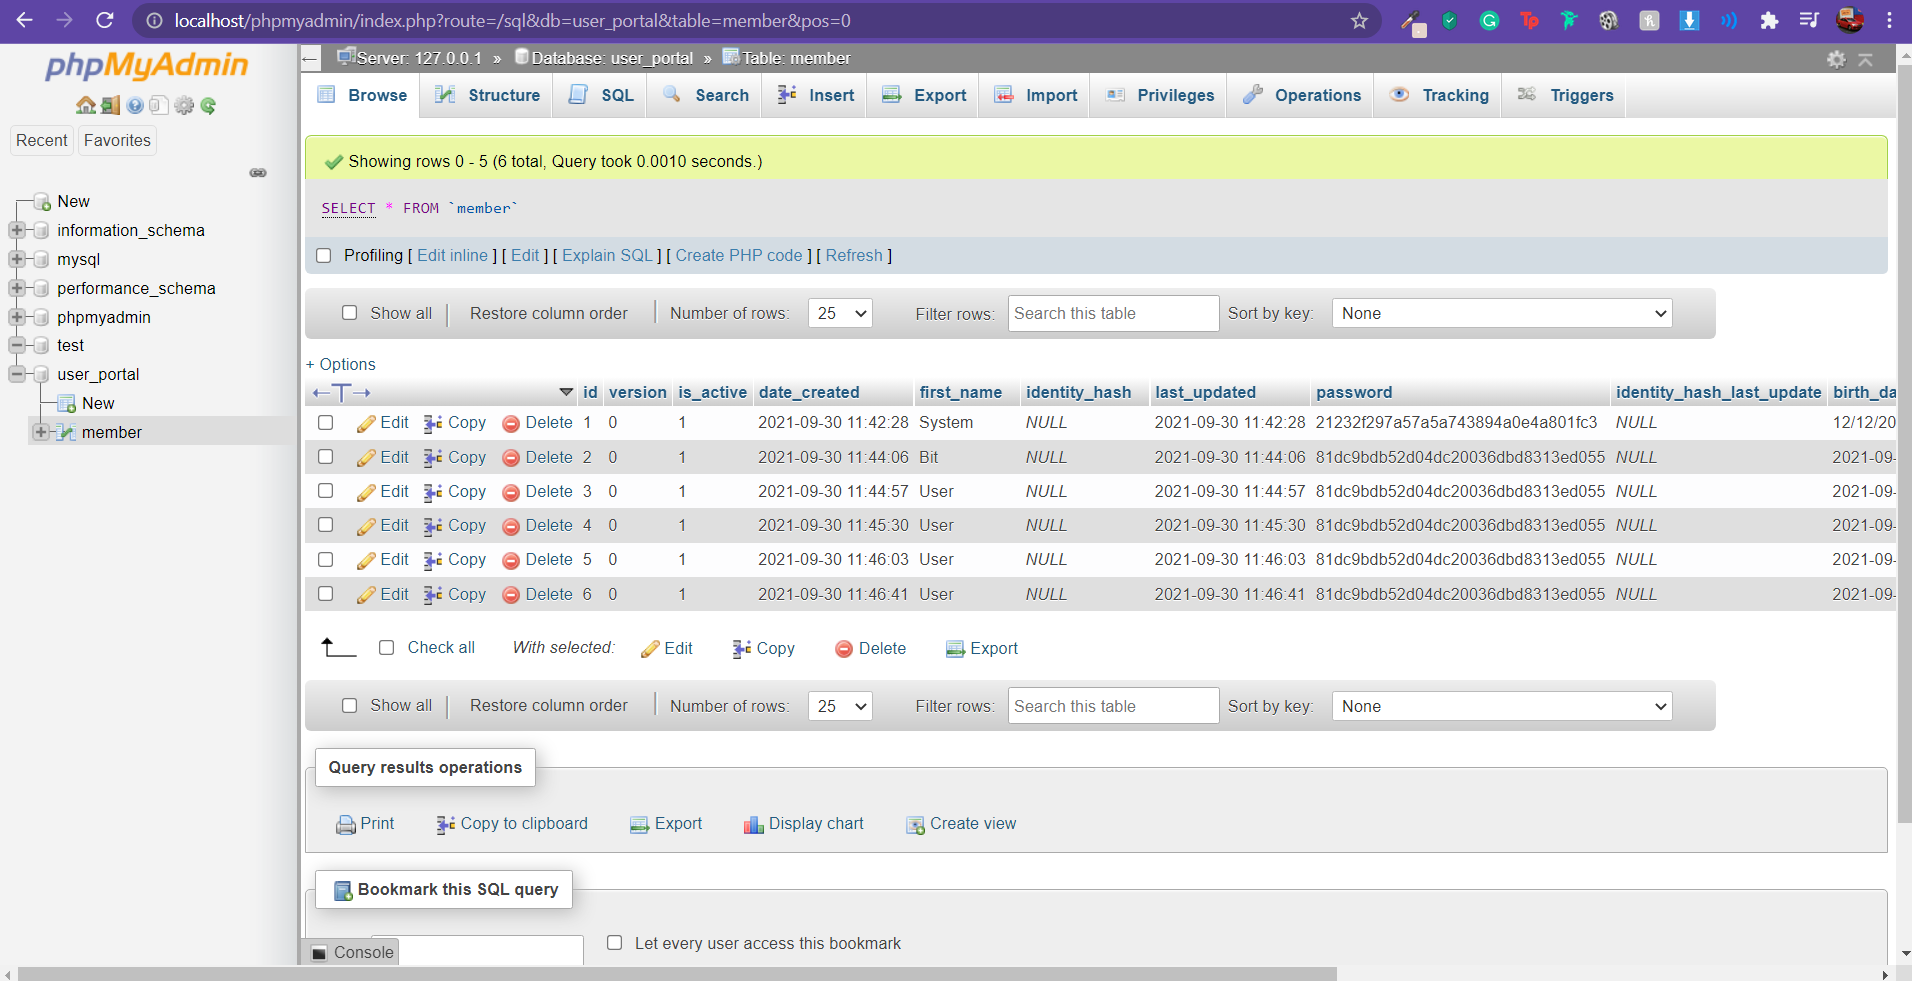 localhost/phpmyadmin/index.php?route=/sql&db=user_portal&table=member&pos=0
phpMyAdmin
Recent Favorites
New
information_schema
mysql
performance_schema
phpmyadmin
test
user_portal
New
member
Server: 127.0.0.1 » Database: user_portal » Table: member
Browse Structure SQL Search Insert Export Import Privileges Operations Tracking Triggers
Showing rows 0 - 5 (6 total, Query took 0.0010 seconds.)
SELECT * FROM `member`
Profiling [ Edit inline ] [ Edit ] [ Explain SQL ] [ Create PHP code ] [ Refresh ]
Show all Restore column order Number of rows: 25 Filter rows: Search this table Sort by key: None
+ Options
←T→ id version is_active date_created first_name identity_hash last_updated password identity_hash_last_update birth_da
Edit Copy Delete 1 0 1 2021-09-30 11:42:28 System NULL 2021-09-30 11:42:28 21232f297a57a5a743894a0e4a801fc3 NULL 12/12/20
Edit Copy Delete 2 0 1 2021-09-30 11:44:06 Bit NULL 2021-09-30 11:44:06 81dc9bdb52d04dc20036dbd8313ed055 NULL 2021-09-
Edit Copy Delete 3 0 1 2021-09-30 11:44:57 User NULL 2021-09-30 11:44:57 81dc9bdb52d04dc20036dbd8313ed055 NULL 2021-09-
Edit Copy Delete 4 0 1 2021-09-30 11:45:30 User NULL 2021-09-30 11:45:30 81dc9bdb52d04dc20036dbd8313ed055 NULL 2021-09-
Edit Copy Delete 5 0 1 2021-09-30 11:46:03 User NULL 2021-09-30 11:46:03 81dc9bdb52d04dc20036dbd8313ed055 NULL 2021-09-
Edit Copy Delete 6 0 1 2021-09-30 11:46:41 User NULL 2021-09-30 11:46:41 81dc9bdb52d04dc20036dbd8313ed055 NULL 2021-09-
Check all With selected: Edit Copy Delete Export
Show all Restore column order Number of rows: 25 Filter rows: Search this table Sort by key: None
Query results operations
Print Copy to clipboard Export Display chart Create view
Bookmark this SQL query
Let every user access this bookmark
Console